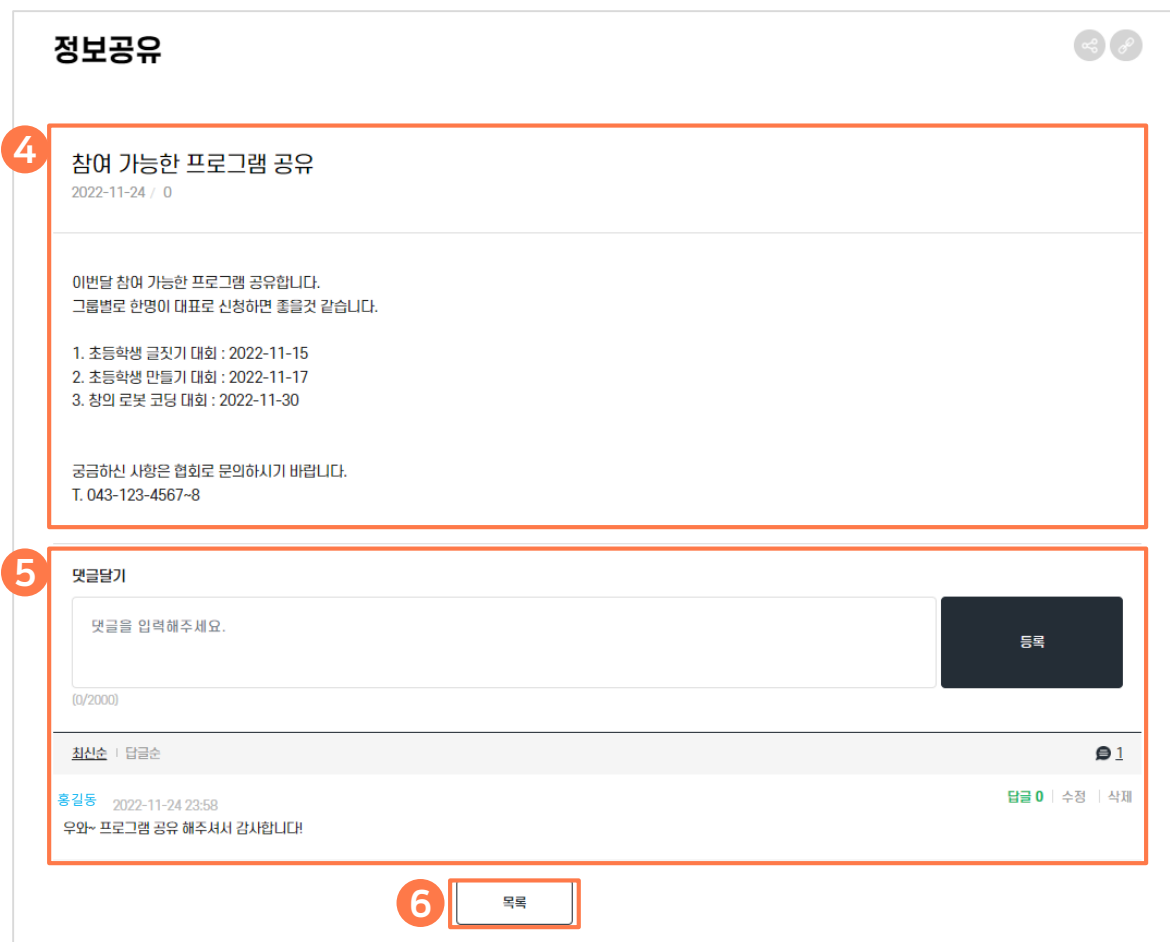 정보공유
4
참여 가능한 프로그램 공유
2022-11-24 / 0
이번달 참여 가능한 프로그램 공유합니다.
그룹별로 한명이 대표로 신청하면 좋을것 같습니다.
1. 초등학생 글짓기 대회 : 2022-11-15
2. 초등학생 만들기 대회 : 2022-11-17
3. 창의 로봇 코딩 대회 : 2022-11-30
궁금하신 사항은 협회로 문의하시기 바랍니다.
T. 043-123-4567~8
5
댓글달기
댓글을 입력해주세요.
등록
(0/2000)
최신순 | 답글순
1
홍길동 2022-11-24 23:58
답글 0 | 수정 | 삭제
우와~ 프로그램 공유 해주셔서 감사합니다!
6
목록